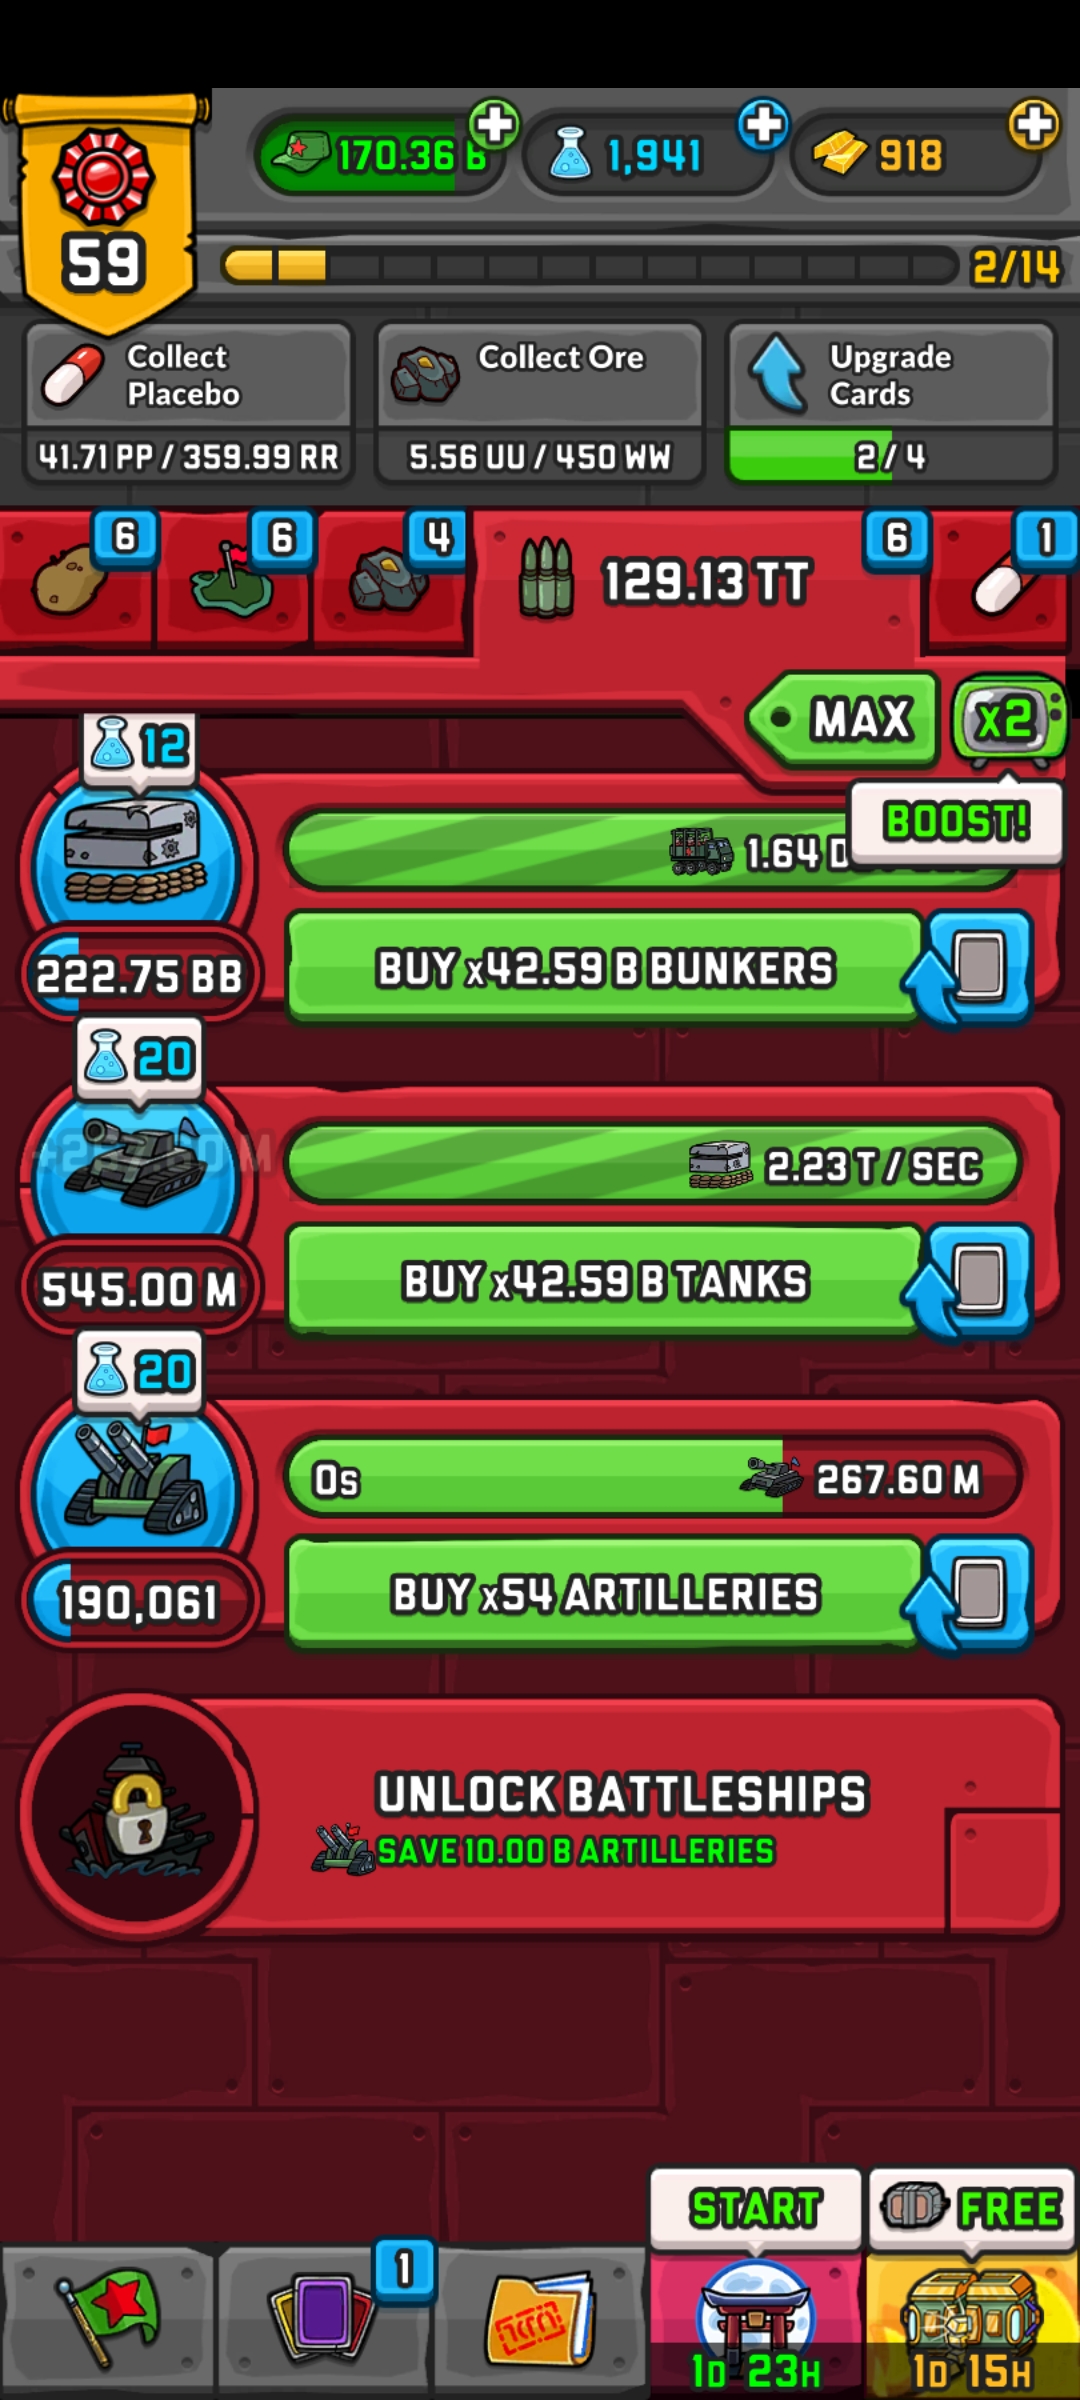 170.36 B
1,941
918
59
2/14
Collect
Placebo
41.71 PP / 359.99 RR
Collect Ore
5.56 UU / 450 WW
Upgrade
Cards
2/ 4
6
6
4
129.13 TT
6
1
MAX
x2
BOOST!
12
1.64
222.75 BB
BUY x42.59 B BUNKERS
20
2.23 T / SEC
545.00 M
BUY x42.59 B TANKS
20
0s
267.60 M
190,061
BUY x54 ARTILLERIES
UNLOCK BATTLESHIPS
SAVE 10.00 B ARTILLERIES
START
FREE
1
1D 23H
1D 15H